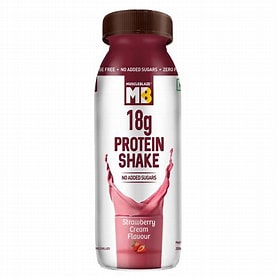 E FREE • NO ADDED SUGARS • ZERO
MUSCLEBLAZE
MB
18g
PROTEIN
SHAKE
NO ADDED SUGARS
Strawberry
Cream
Flavour